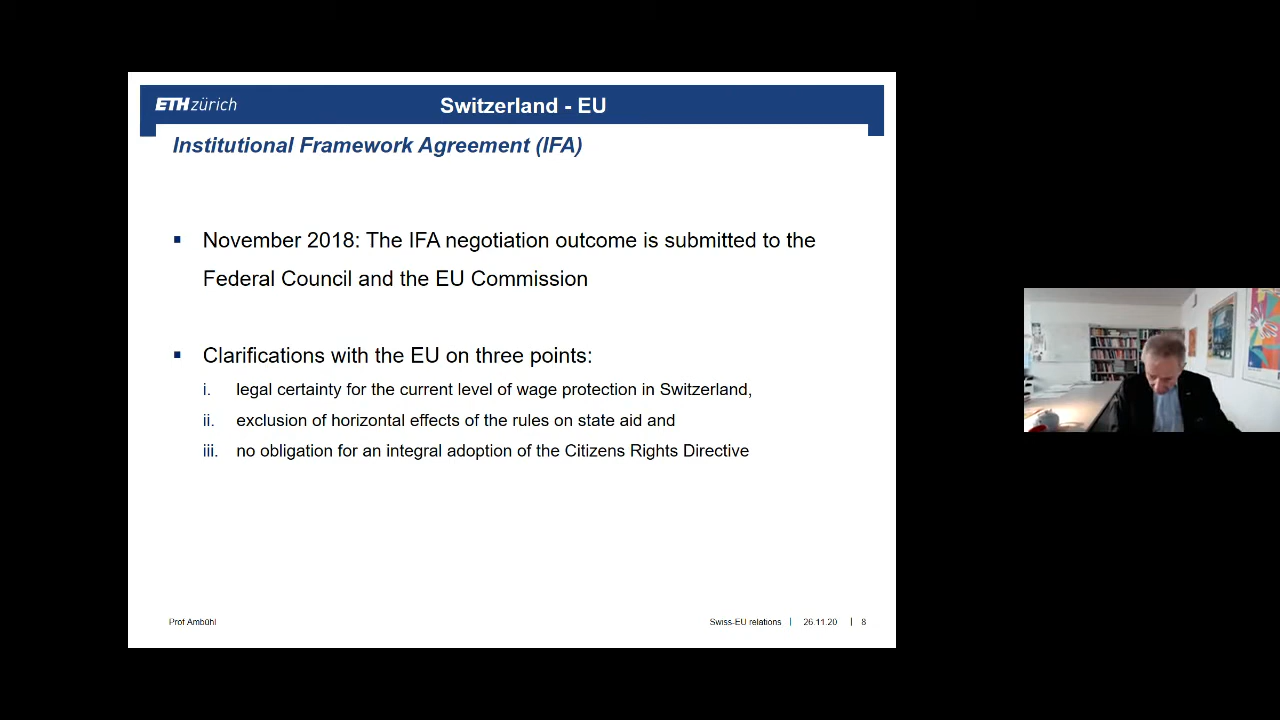 ETH zürich
Switzerland - EU
Institutional Framework Agreement (IFA)
▪ November 2018: The IFA negotiation outcome is submitted to the
Federal Council and the EU Commission
▪ Clarifications with the EU on three points:
i. legal certainty for the current level of wage protection in Switzerland,
ii. exclusion of horizontal effects of the rules on state aid and
iii. no obligation for an integral adoption of the Citizens Rights Directive
Prof Ambühl
Swiss-EU relations | 26.11.20 | 8